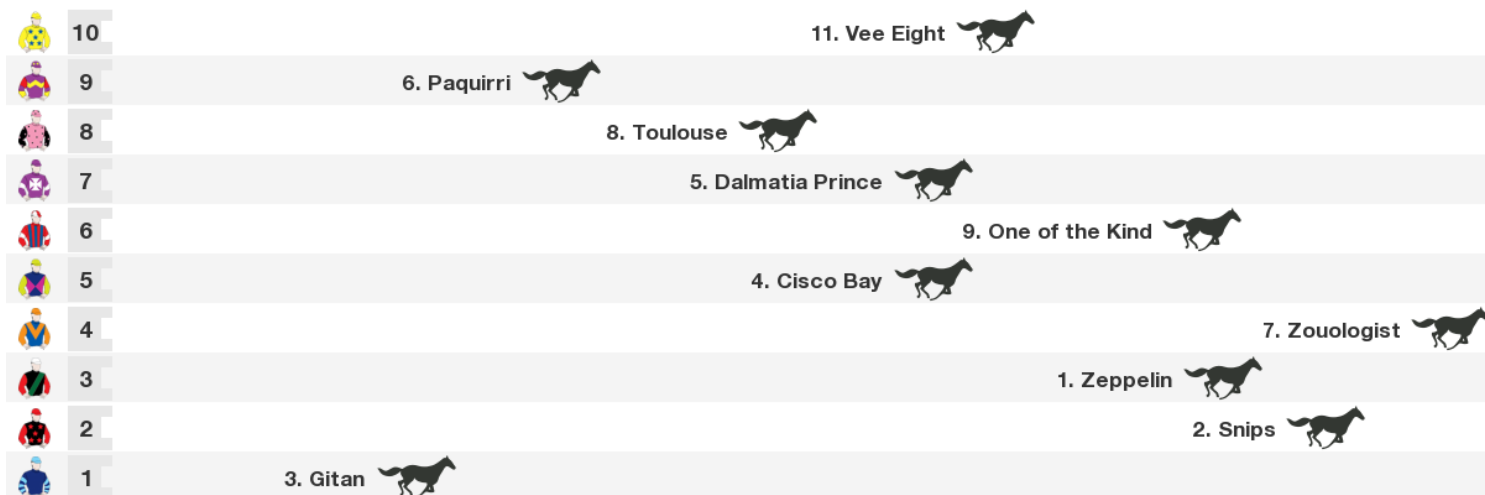 10 11. Vee Eight
9 6. Paquirri
8 8. Toulouse
7 5. Dalmatia Prince
6 9. One of the Kind
5 4. Cisco Bay
4 7. Zouologist
3 1. Zeppelin
2 2. Snips
1 3. Gitan